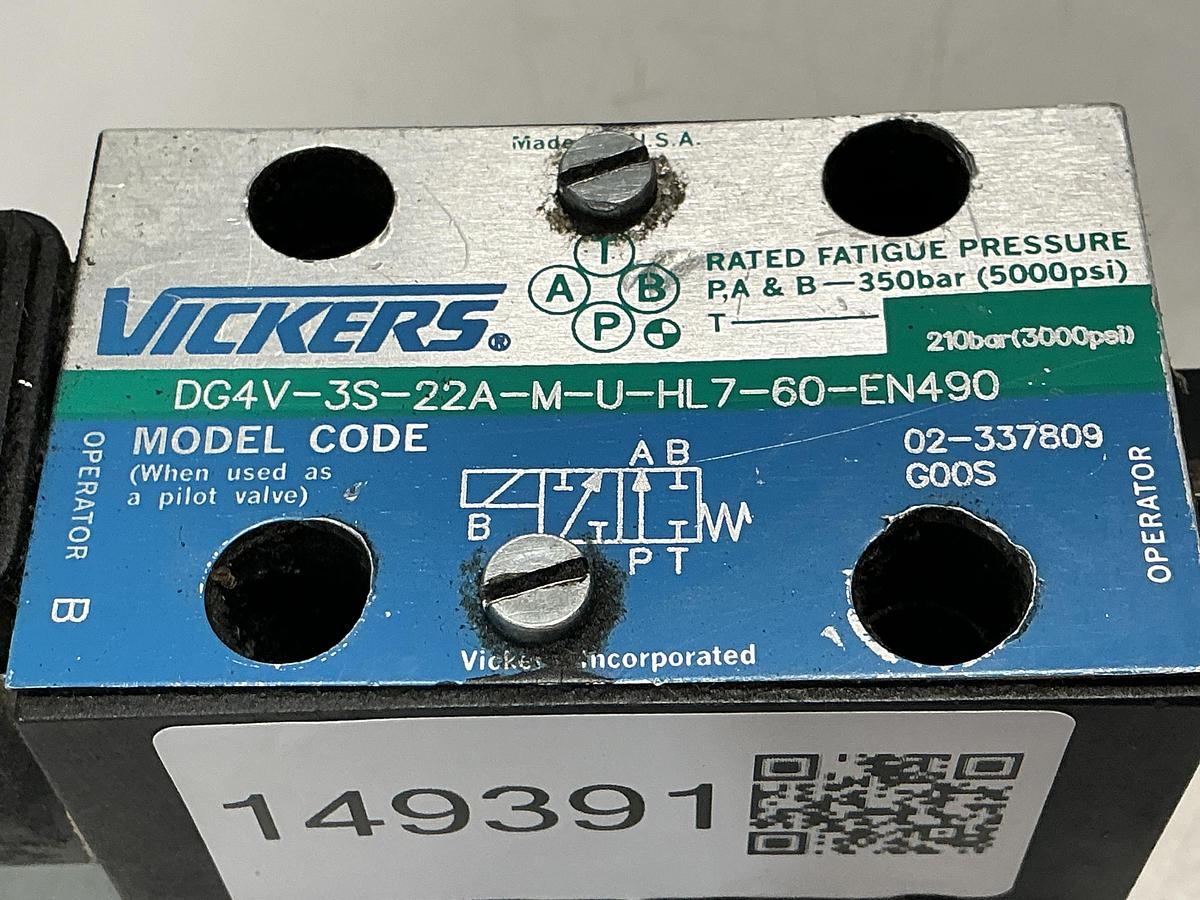 Made U.S.A.
T
A B
P
RATED FATIGUE PRESSURE
P,A & B—350bar (5000psi)
T— 210bar(3000psi)
VICKERS®
DG4V-3S-22A-M-U-HL7-60-EN490
MODEL CODE
(When used as
a pilot valve)
OPERATOR B
A B
B
P T
02-337809
G00S
OPERATOR
Incorporated
149391